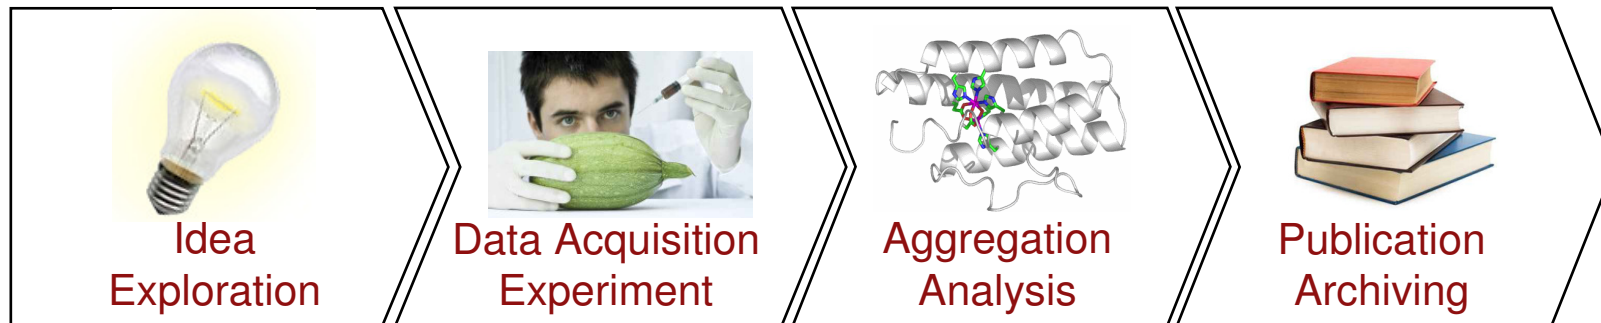 Idea
Exploration
Data Acquisition
Experiment
Aggregation
Analysis
Publication
Archiving